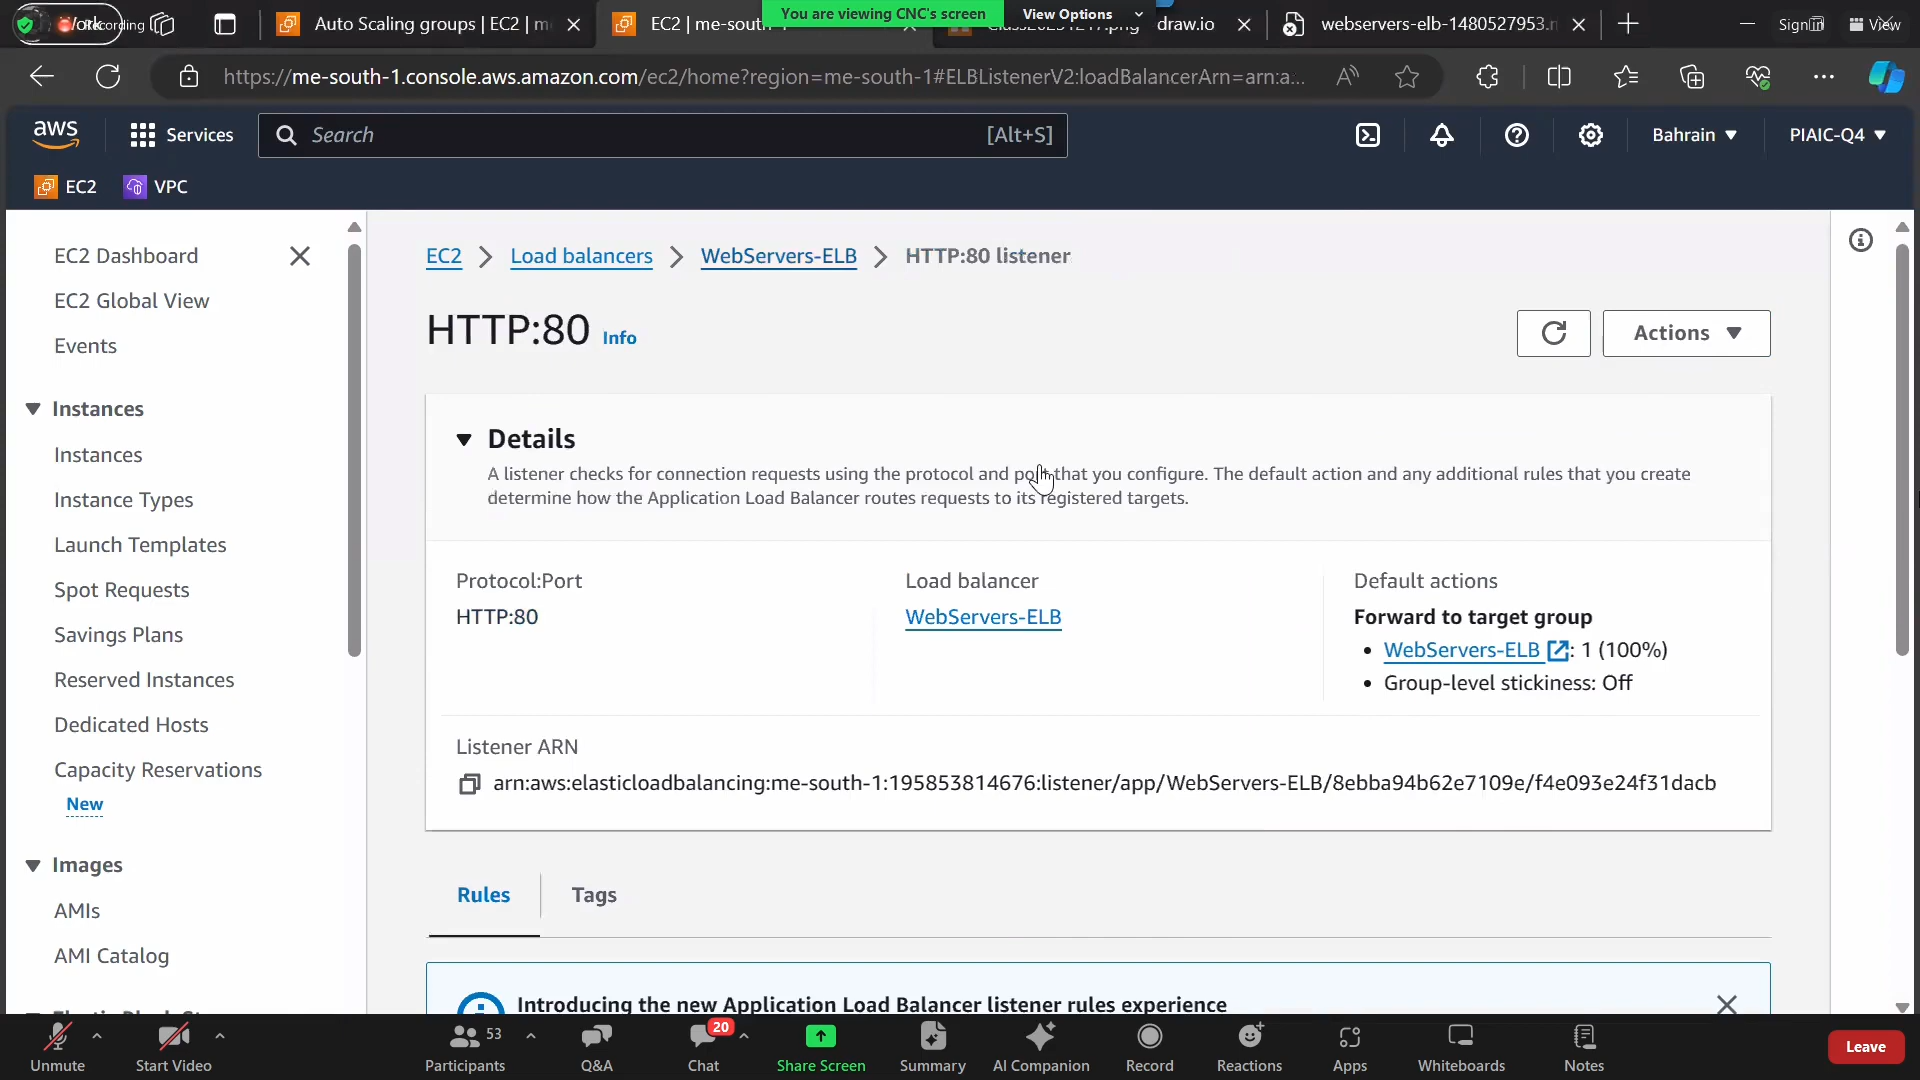 You are viewing CNC's screen
View Options
Recording
Auto Scaling groups | EC2 | m
EC2 | me-sout
draw.io
webservers-elb-1480527953.
Sign in
View
https://me-south-1.console.aws.amazon.com/ec2/home?region=me-south-1#ELBListenerV2:loadBalancerArn=arn:a...
aws
Services
Search
[Alt+S]
Bahrain
PIAIC-Q4
EC2
VPC
EC2 Dashboard
EC2 Global View
Events
Instances
Instances
Instance Types
Launch Templates
Spot Requests
Savings Plans
Reserved Instances
Dedicated Hosts
Capacity Reservations
New
Images
AMIs
AMI Catalog
EC2
Load balancers
WebServers-ELB
HTTP:80 listener
HTTP:80 Info
Actions
Details
A listener checks for connection requests using the protocol and port that you configure. The default action and any additional rules that you create
determine how the Application Load Balancer routes requests to its registered targets.
Protocol:Port
HTTP:80
Load balancer
WebServers-ELB
Default actions
Forward to target group
• WebServers-ELB : 1 (100%)
• Group-level stickiness: Off
Listener ARN
arn:aws:elasticloadbalancing:me-south-1:195853814676:listener/app/WebServers-ELB/8ebba94b62e7109e/f4e093e24f31dacb
Rules
Tags
Introducing the new Application Load Balancer listener rules experience
Unmute
Start Video
Participants
53
Q&A
Chat
20
Share Screen
Summary
AI Companion
Record
Reactions
Apps
Whiteboards
Notes
Leave